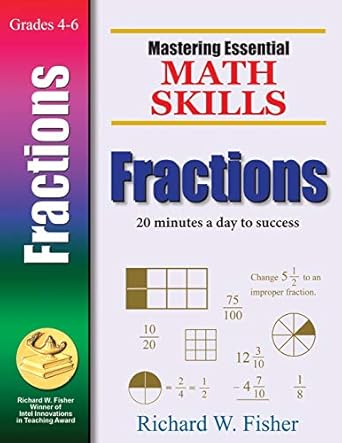 Grades 4-6
Fractions
Mastering Essential
MATH
SKILLS
Fractions
20 minutes a day to success
Change 5 1/2 to an
improper fraction.
75/100
10/20
12 3/10
- 4 7/10
= 2/4 = 1/2
1/8
Richard W. Fisher
Winner of
Intel Innovations
in Teaching Award
Richard W. Fisher